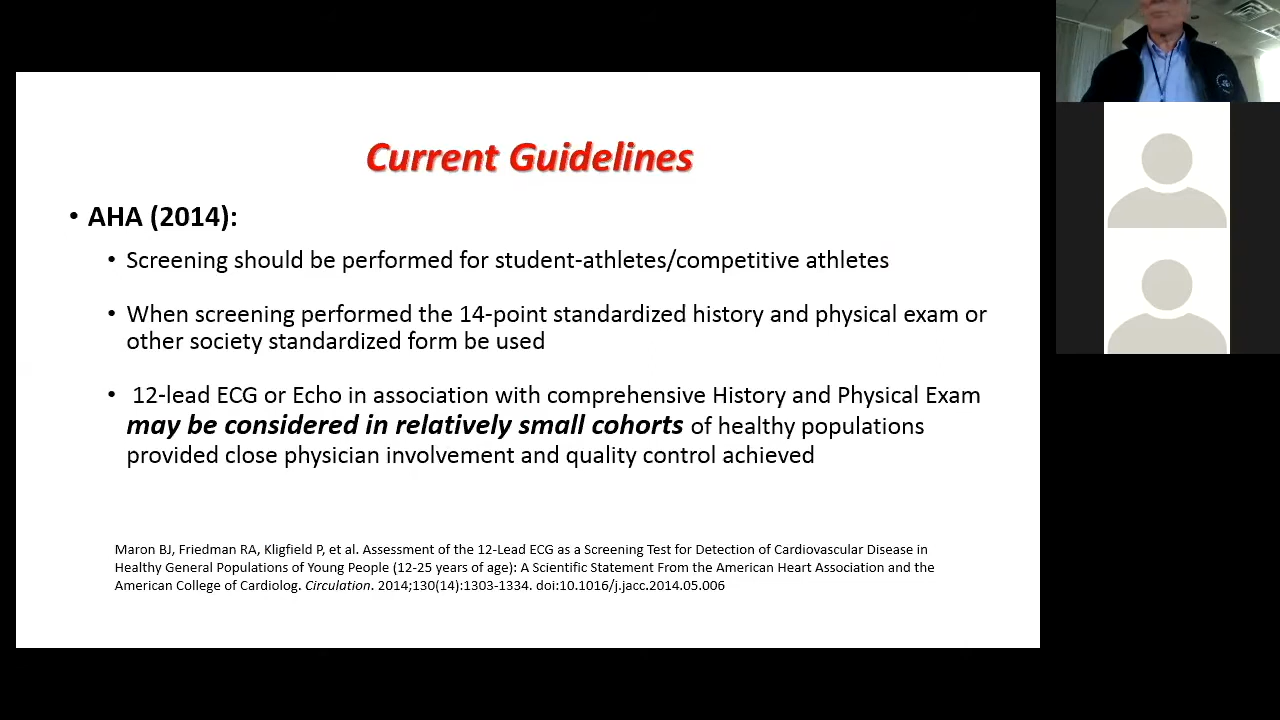 Current Guidelines
• AHA (2014):
• Screening should be performed for student-athletes/competitive athletes
• When screening performed the 14-point standardized history and physical exam or
other society standardized form be used
• 12-lead ECG or Echo in association with comprehensive History and Physical Exam
may be considered in relatively small cohorts of healthy populations
provided close physician involvement and quality control achieved
Maron BJ, Friedman RA, Kligfield P, et al. Assessment of the 12-Lead ECG as a Screening Test for Detection of Cardiovascular Disease in
Healthy General Populations of Young People (12-25 years of age): A Scientific Statement From the American Heart Association and the
American College of Cardiolog. Circulation. 2014;130(14):1303-1334. doi:10.1016/j.jacc.2014.05.006